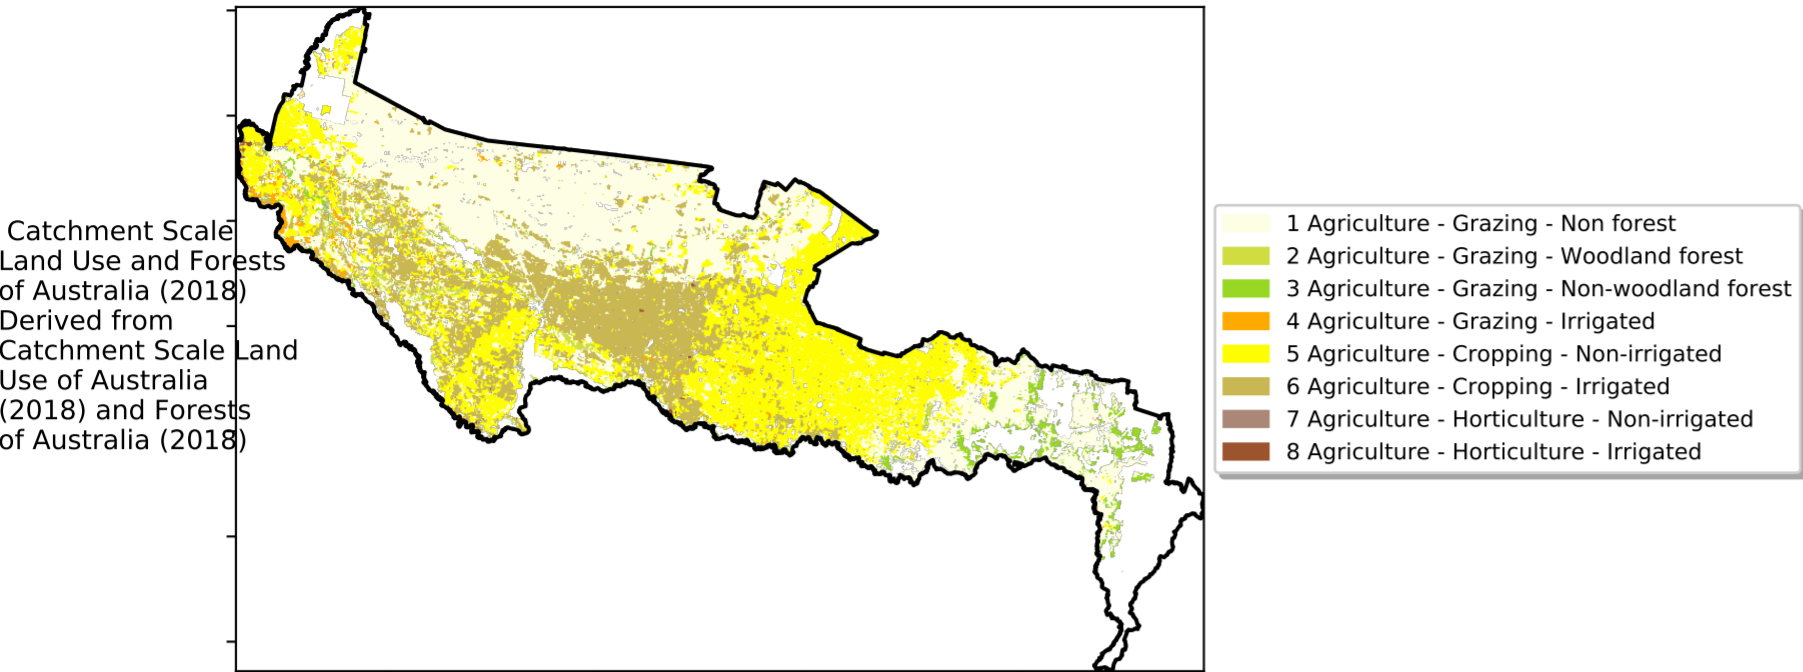 Catchment Scale
Land Use and Forests
of Australia (2018)
Derived from
Catchment Scale Land
Use of Australia
(2018) and Forests
of Australia (2018)
1 Agriculture - Grazing - Non forest
2 Agriculture - Grazing - Woodland forest
3 Agriculture - Grazing - Non-woodland forest
4 Agriculture - Grazing - Irrigated
5 Agriculture - Cropping - Non-irrigated
6 Agriculture - Cropping - Irrigated
7 Agriculture - Horticulture - Non-irrigated
8 Agriculture - Horticulture - Irrigated